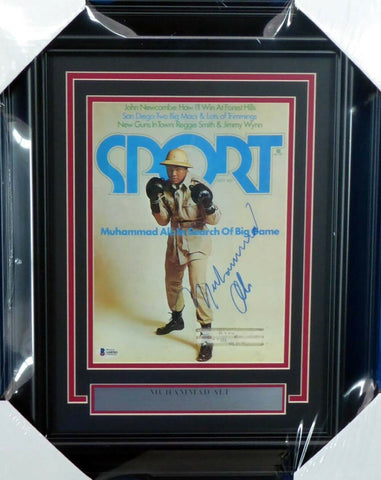 John Newcombe: How I'll Win At Forest Hills
San Diego: Two Big Macs & Lots of Trimmings
New Guns In Town: Reggie Smith & Jimmy Wynn
SPORT
Muhammad Ali: In Search Of Big Game
Muhammad
Ali
MUHAMMAD ALI